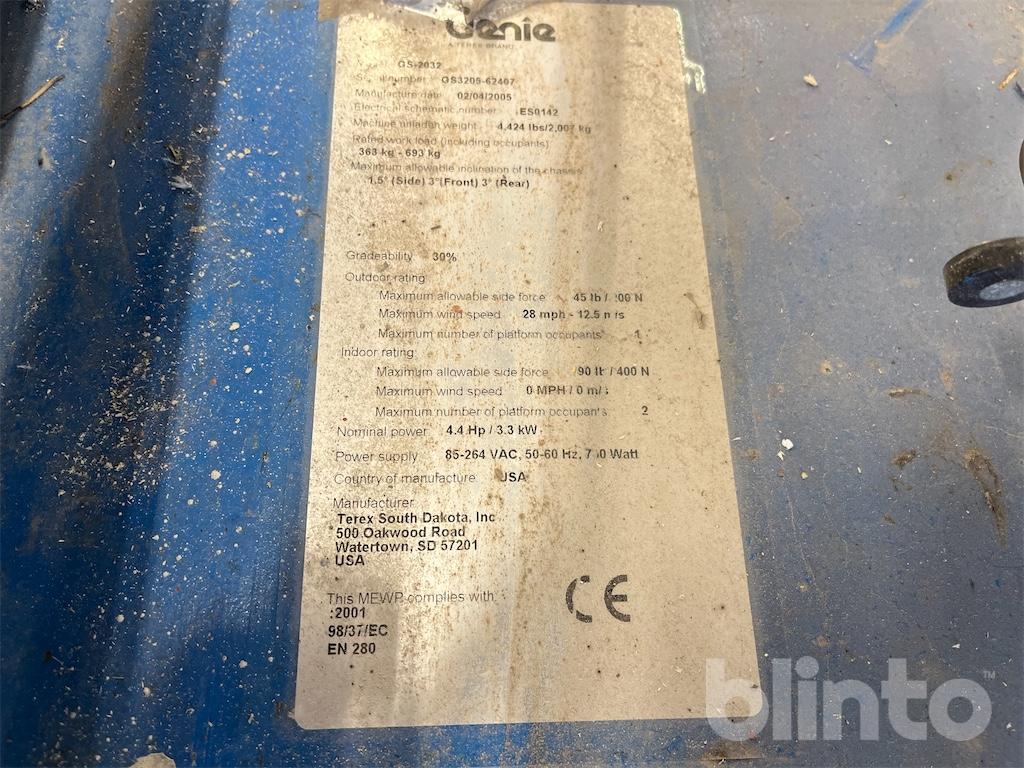 Genie
A TEREX BRAND
Model GS-2032
Serial number GS3205-62407
Manufacture date 02/04/2005
Electrical schematic number ES0142
Machine unladen weight 4,424 lbs/2,007 kg
Rated work load (including occupants)
363 kg - 693 kg
Maximum allowable inclination of the chassis
1.5° (Side) 3°(Front) 3° (Rear)
Gradeability 30%
Outdoor rating:
Maximum allowable side force 45 lb / 200 N
Maximum wind speed 28 mph - 12.5 m/s
Maximum number of platform occupants 1
Indoor rating:
Maximum allowable side force 90 lb / 400 N
Maximum wind speed 0 MPH / 0 m/s
Maximum number of platform occupants 2
Nominal power 4.4 Hp / 3.3 kW
Power supply 85-264 VAC, 50-60 Hz, Watt
Country of manufacture USA
Manufacturer
Terex South Dakota, Inc
500 Oakwood Road
Watertown, SD 57201
USA
This MEWP complies with:
:2001
98/37/EC
EN 280
CE
blinto™